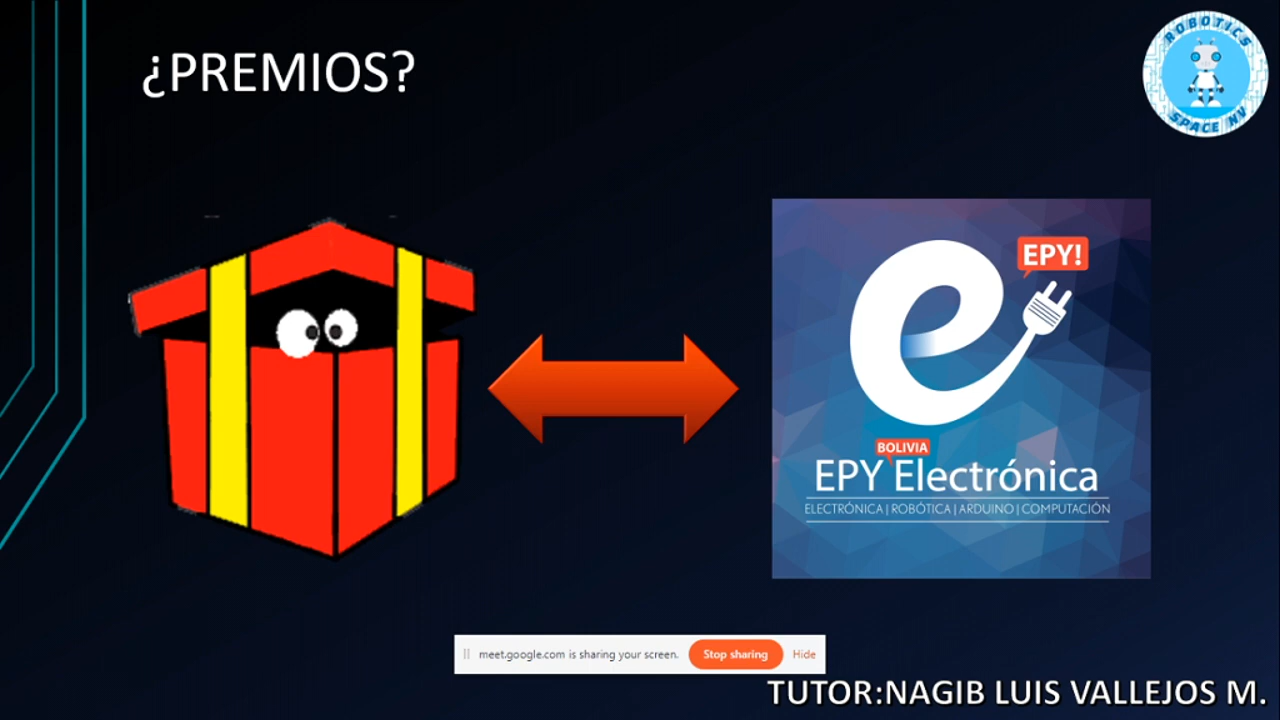 ¿PREMIOS?
ROBOTICS
SPACE NV
EPY!
BOLIVIA
EPY Electrónica
ELECTRÓNICA | ROBÓTICA | ARDUINO | COMPUTACIÓN
meet.google.com is sharing your screen. Stop sharing Hide
TUTOR:NAGIB LUIS VALLEJOS M.